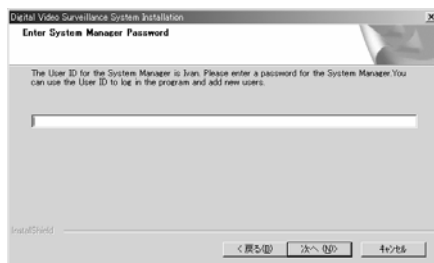 Digital Video Surveillance System Installation
Enter System Manager Password
The User ID for the System Manager is Ivan. Please enter a password for the System Manager.You
can use the User ID to log in the program and add new users.
InstallShield
< 戻る(B) 次へ (N)> キャンセル